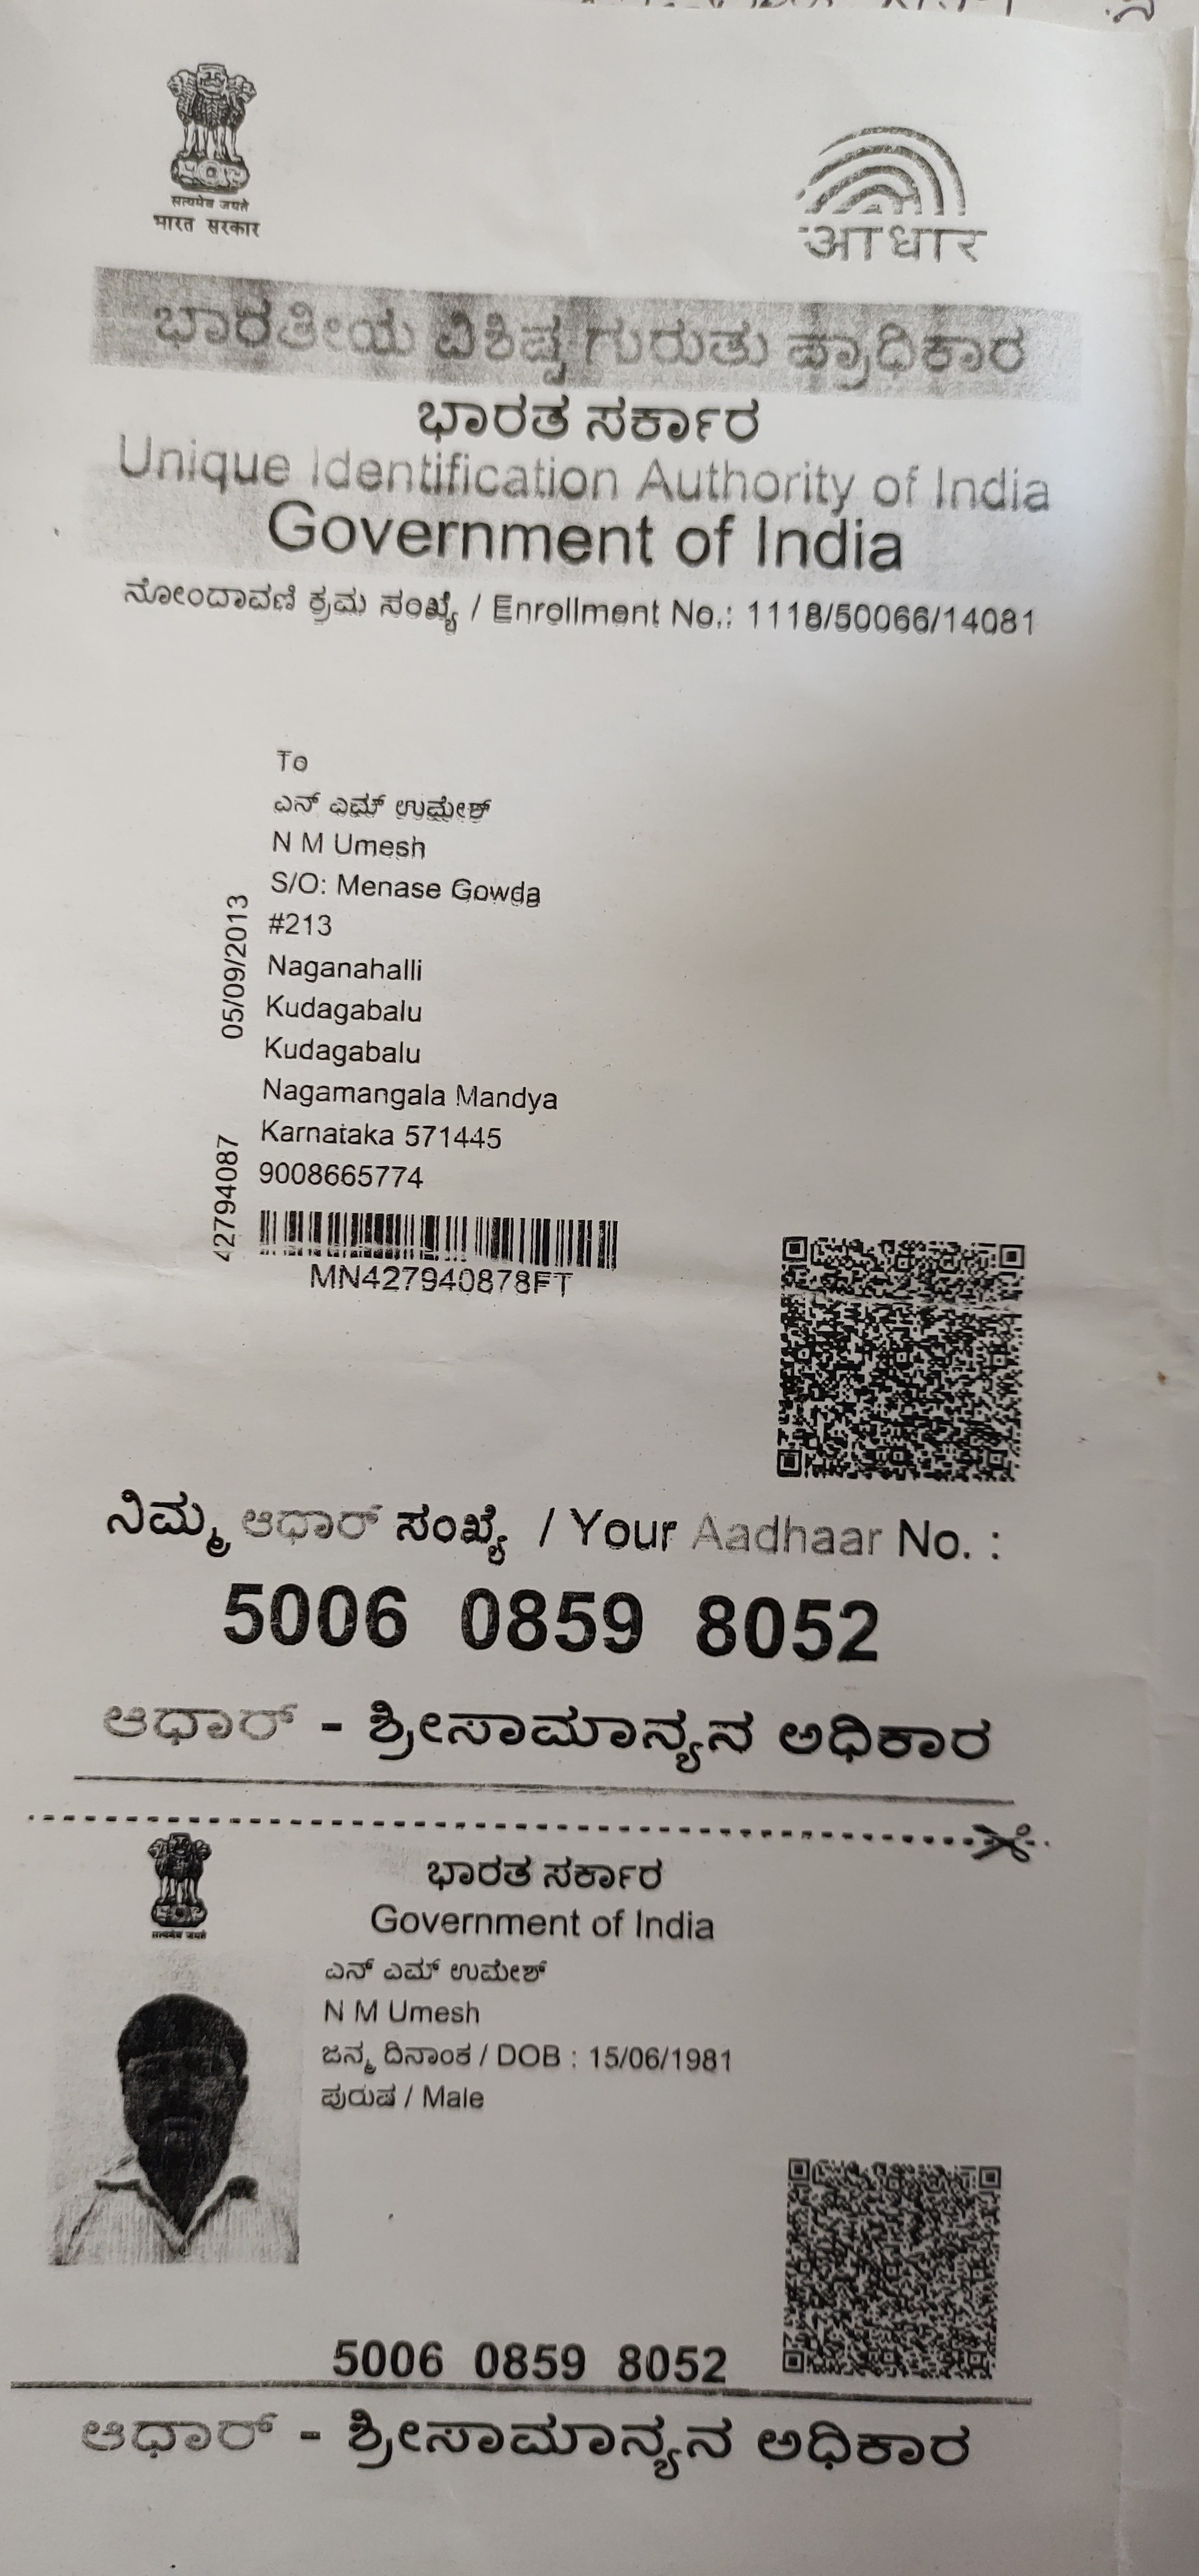 सत्यमेव जयते
भारत सरकार
आधार
ಭಾರತೀಯ ವಿಶಿಷ್ಟ ಗುರುತು ಪ್ರಾಧಿಕಾರ
ಭಾರತ ಸರ್ಕಾರ
Unique Identification Authority of India
Government of India
ನೋಂದಾವಣಿ ಕ್ರಮ ಸಂಖ್ಯೆ / Enrollment No.: 1118/50066/14081
To
ಎನ್ ಎಮ್ ಉಮೇಶ್
N M Umesh
S/O: Menase Gowda
#213
Naganahalli
Kudagabalu
Kudagabalu
Nagamangala Mandya
Karnataka 571445
9008665774
05/09/2013
42794087
MN427940878FT
ನಿಮ್ಮ ಆಧಾರ್ ಸಂಖ್ಯೆ / Your Aadhaar No. :
5006 0859 8052
ಆಧಾರ್ - ಶ್ರೀಸಾಮಾನ್ಯನ ಅಧಿಕಾರ
सत्यमेव जयते
ಭಾರತ ಸರ್ಕಾರ
Government of India
ಎನ್ ಎಮ್ ಉಮೇಶ್
N M Umesh
ಜನ್ಮ ದಿನಾಂಕ / DOB : 15/06/1981
ಪುರುಷ / Male
5006 0859 8052
ಆಧಾರ್ - ಶ್ರೀಸಾಮಾನ್ಯನ ಅಧಿಕಾರ